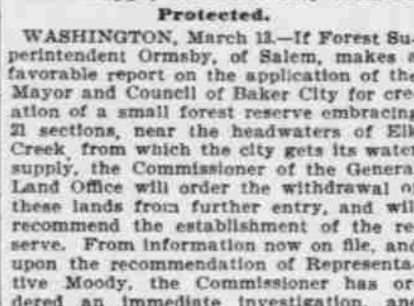 Protected.
WASHINGTON, March 13.—If Forest Su-
perintendent Ormsby, of Salem, makes a
favorable report on the application of the
Mayor and Council of Baker City for cre-
ation of a small forest reserve embracing
21 sections, near the headwaters of Elk
Creek from which the city gets its water
supply, the Commissioner of the General
Land Office will order the withdrawal of
these lands from further entry, and will
recommend the establishment of the re-
serve. From information now on file, and
upon the recommendation of Representa-
tive Moody, the Commissioner has or-
dered an immediate investigation, and